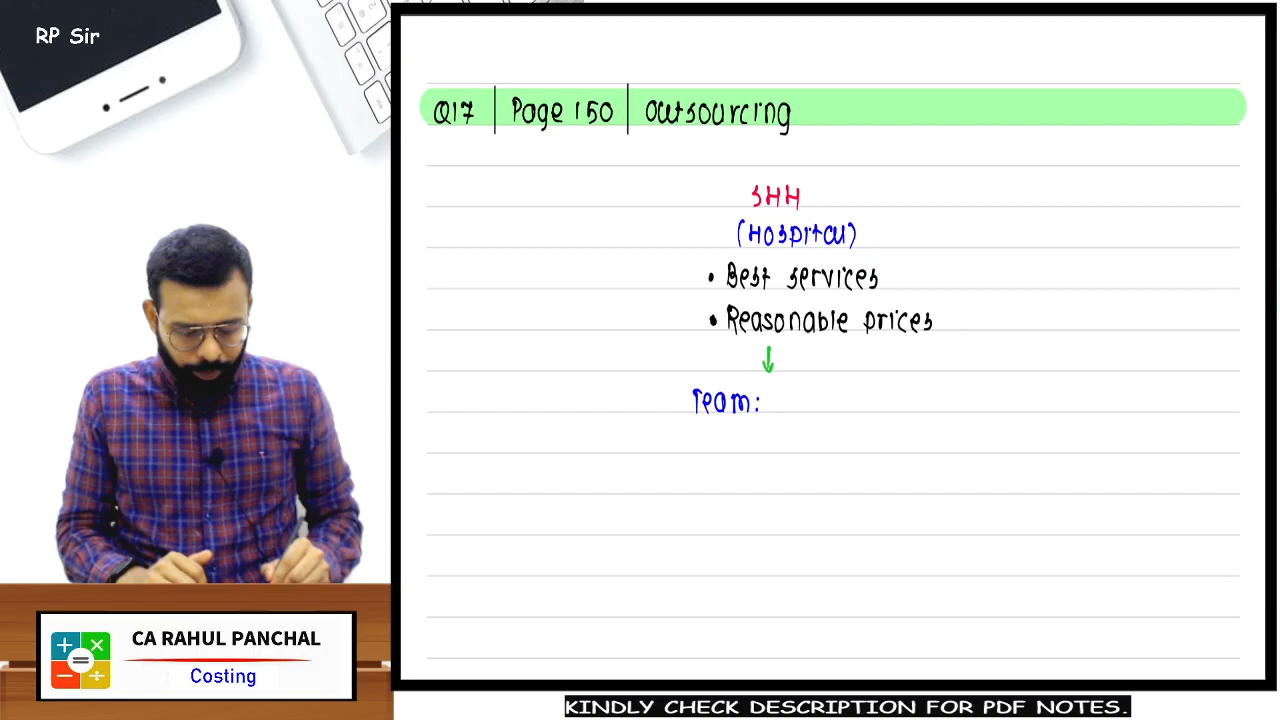 RP Sir
Q17 | Page 150 | Outsourcing
SHH
(Hospital)
• Best services
• Reasonable prices
↓
Team:
CA RAHUL PANCHAL
Costing
KINDLY CHECK DESCRIPTION FOR PDF NOTES.